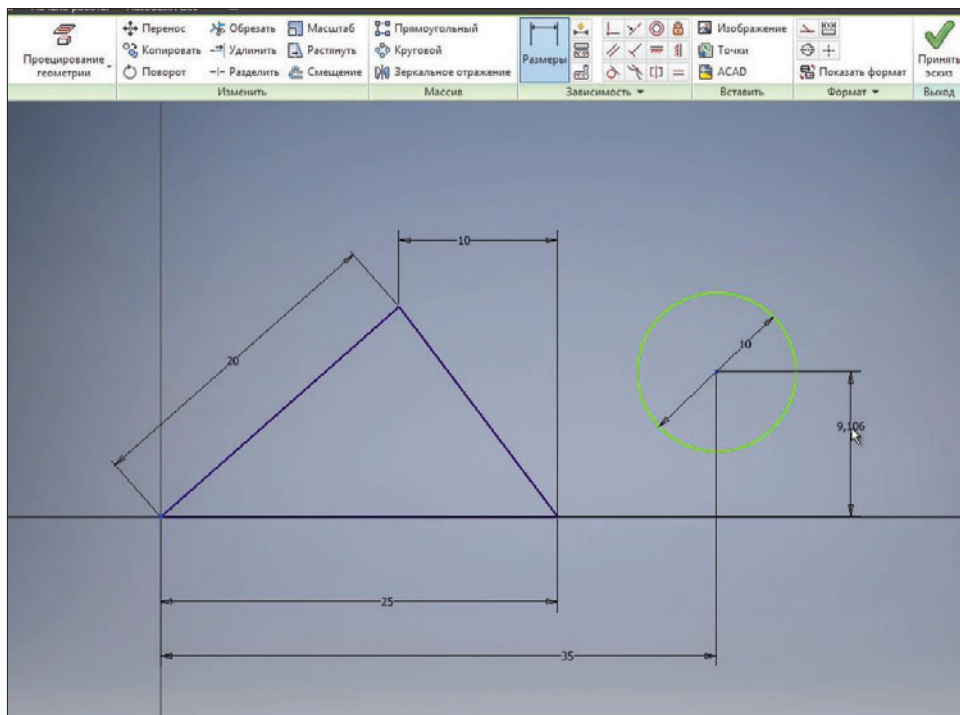 Проецирование геометрии
Перенос Обрезать Масштаб
Копировать Удлинить Растянуть
Поворот Разделить Смещение
Изменить
Прямоугольный
Круговой
Зеркальное отражение
Массив
Размеры
Зависимость
Изображение
Точки
ACAD
Вставить
Показать формат
Формат
Принять эскиз
Выход
10
20
10
9,106
25
35